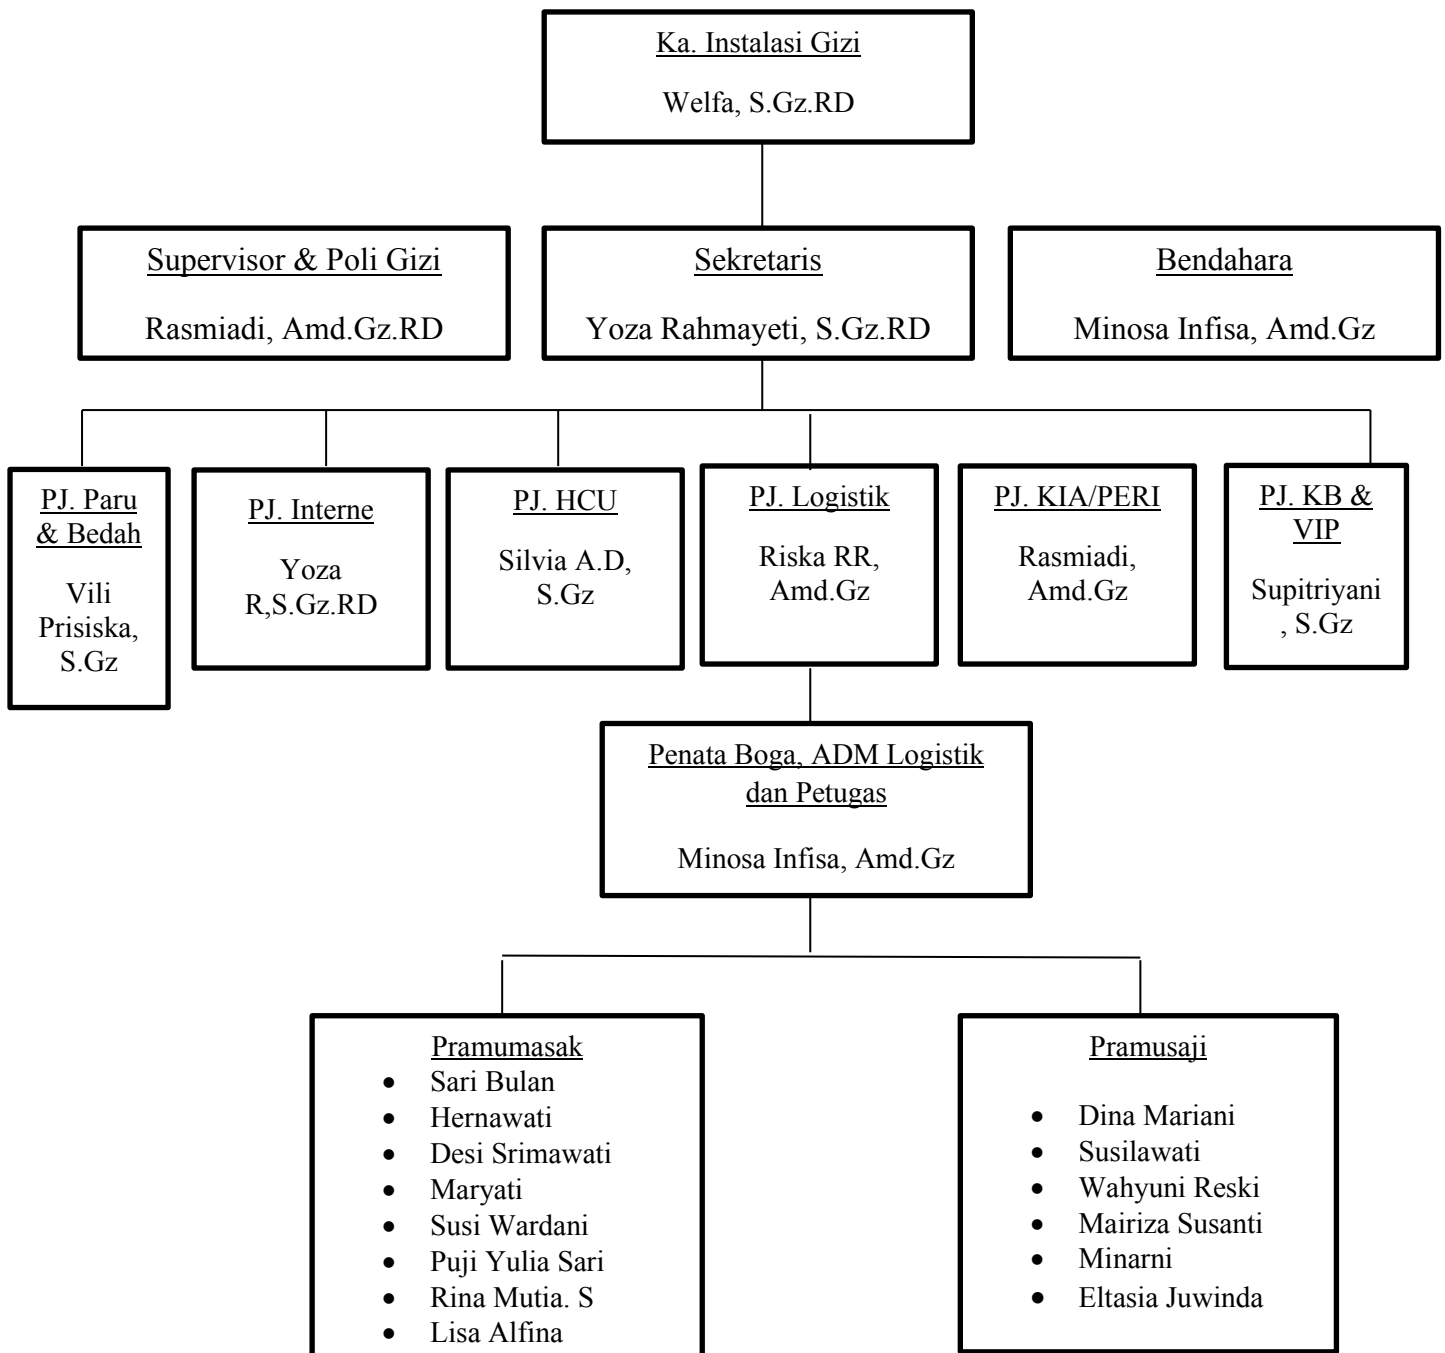 Ka. Instalasi Gizi
Welfa, S.Gz.RD
Supervisor & Poli Gizi
Rasmiadi, Amd.Gz.RD
Sekretaris
Yoza Rahmayeti, S.Gz.RD
Bendahara
Minosa Infisa, Amd.Gz
PJ. Paru
& Bedah
Vili
Prisiska,
S.Gz
PJ. Interne
Yoza
R,S.Gz.RD
PJ. HCU
Silvia A.D,
S.Gz
PJ. Logistik
Riska RR,
Amd.Gz
PJ. KIA/PERI
Rasmiadi,
Amd.Gz
PJ. KB &
VIP
Supitriyani
, S.Gz
Penata Boga, ADM Logistik
dan Petugas
Minosa Infisa, Amd.Gz
Pramumasak
• Sari Bulan
• Hernawati
• Desi Srimawati
• Maryati
• Susi Wardani
• Puji Yulia Sari
• Rina Mutia. S
• Lisa Alfina
Pramusaji
• Dina Mariani
• Susilawati
• Wahyuni Reski
• Mairiza Susanti
• Minarni
• Eltasia Juwinda